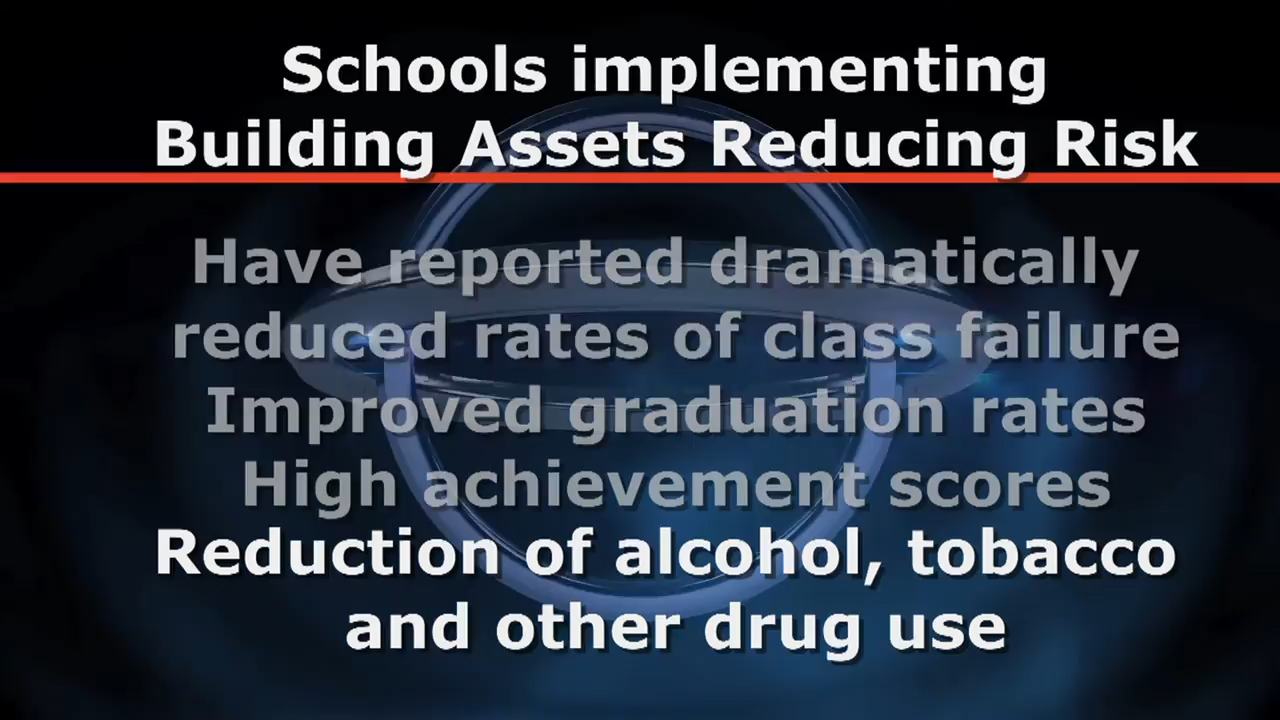 Schools implementing
Building Assets Reducing Risk
Have reported dramatically
reduced rates of class failure
Improved graduation rates
High achievement scores
Reduction of alcohol, tobacco
and other drug use